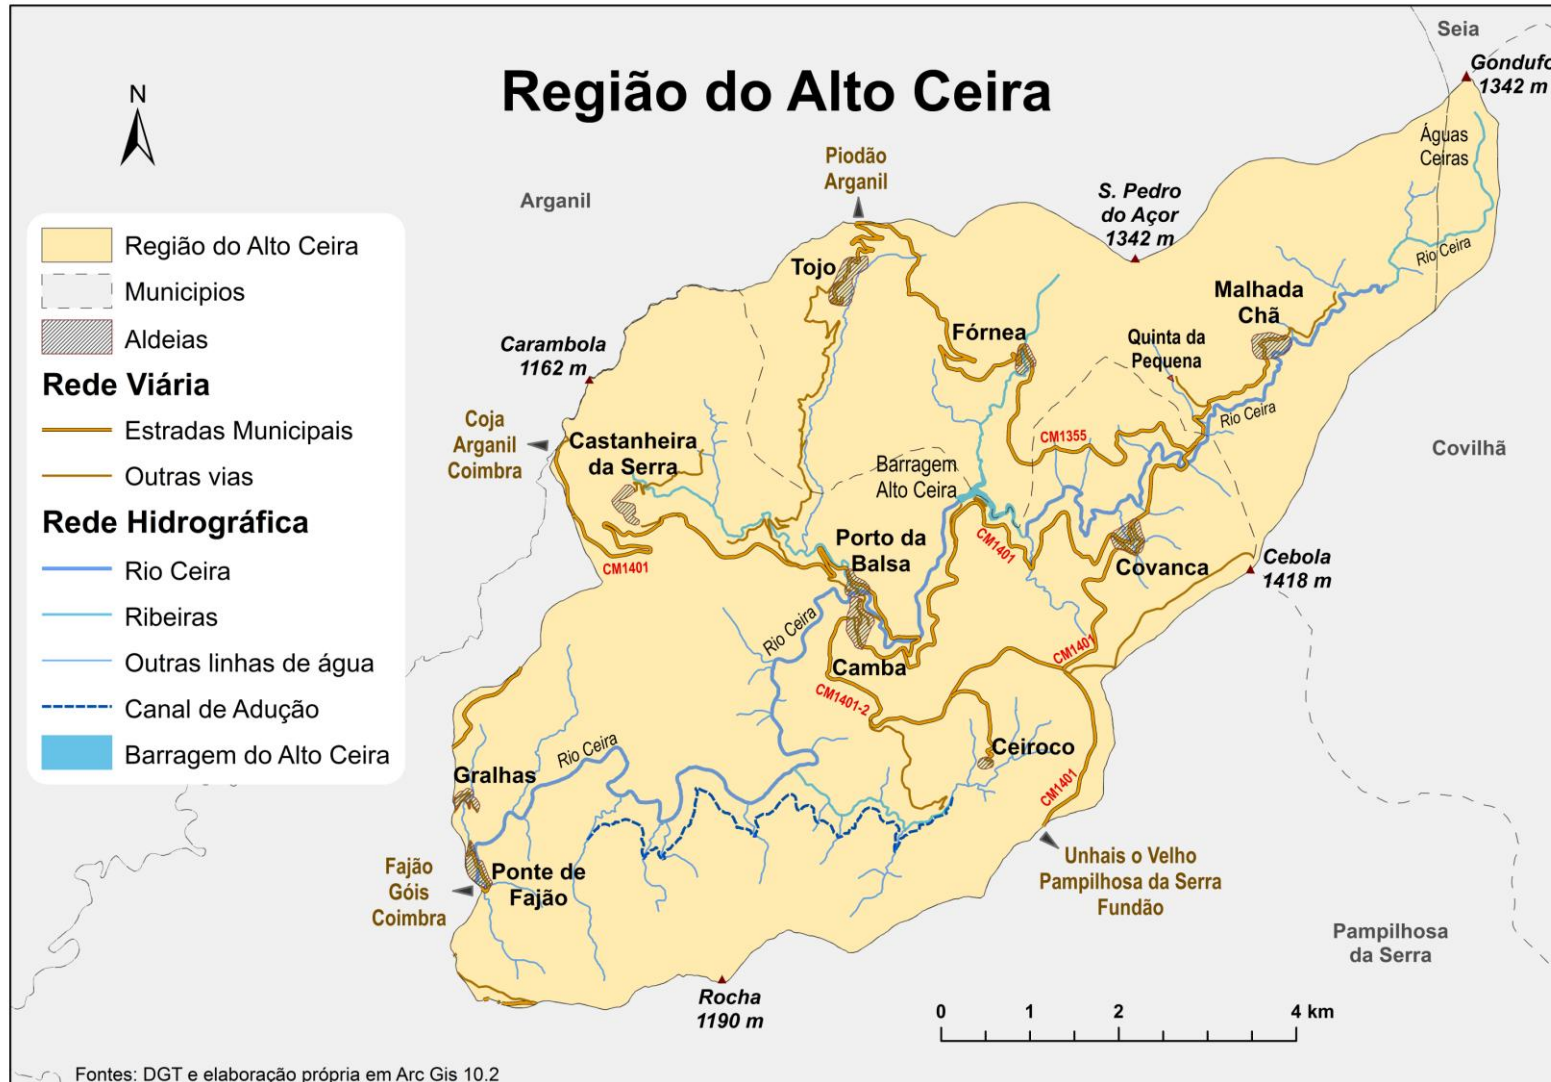 Região do Alto Ceira
N
Seia
Gondufo
1342 m
Águas
Ceiras
Rio Ceira
Piodão
Arganil
S. Pedro
do Açor
1342 m
Arganil
Região do Alto Ceira
Municipios
Aldeias
Rede Viária
Estradas Municipais
Outras vias
Rede Hidrográfica
Rio Ceira
Ribeiras
Outras linhas de água
Canal de Adução
Barragem do Alto Ceira
Tojo
Malhada
Chã
Fórnea
Quinta da
Pequena
Carambola
1162 m
Rio Ceira
Coja
Arganil
Coimbra
Castanheira
da Serra
CM1355
Covilhã
Barragem
Alto Ceira
Porto da
Balsa
CM1401
CM1401
Covanca
Cebola
1418 m
Rio Ceira
Camba
CM1401
CM1401-2
Rio Ceira
Ceiroco
Gralhas
CM1401
Fajão
Góis
Coimbra
Ponte de
Fajão
Unhais o Velho
Pampilhosa da Serra
Fundão
Pampilhosa
da Serra
Rocha
1190 m
0 1 2 4 km
Fontes: DGT e elaboração própria em Arc Gis 10.2